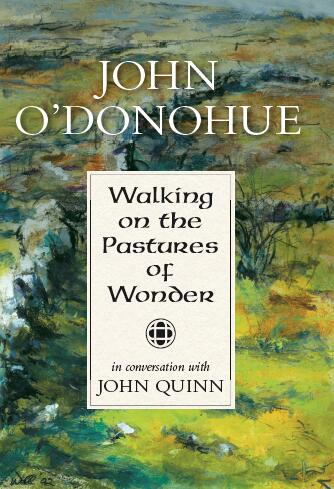 JOHN
O'DONOHUE
Walking
on the
Pastures
of
Wonder
in conversation with
JOHN QUINN